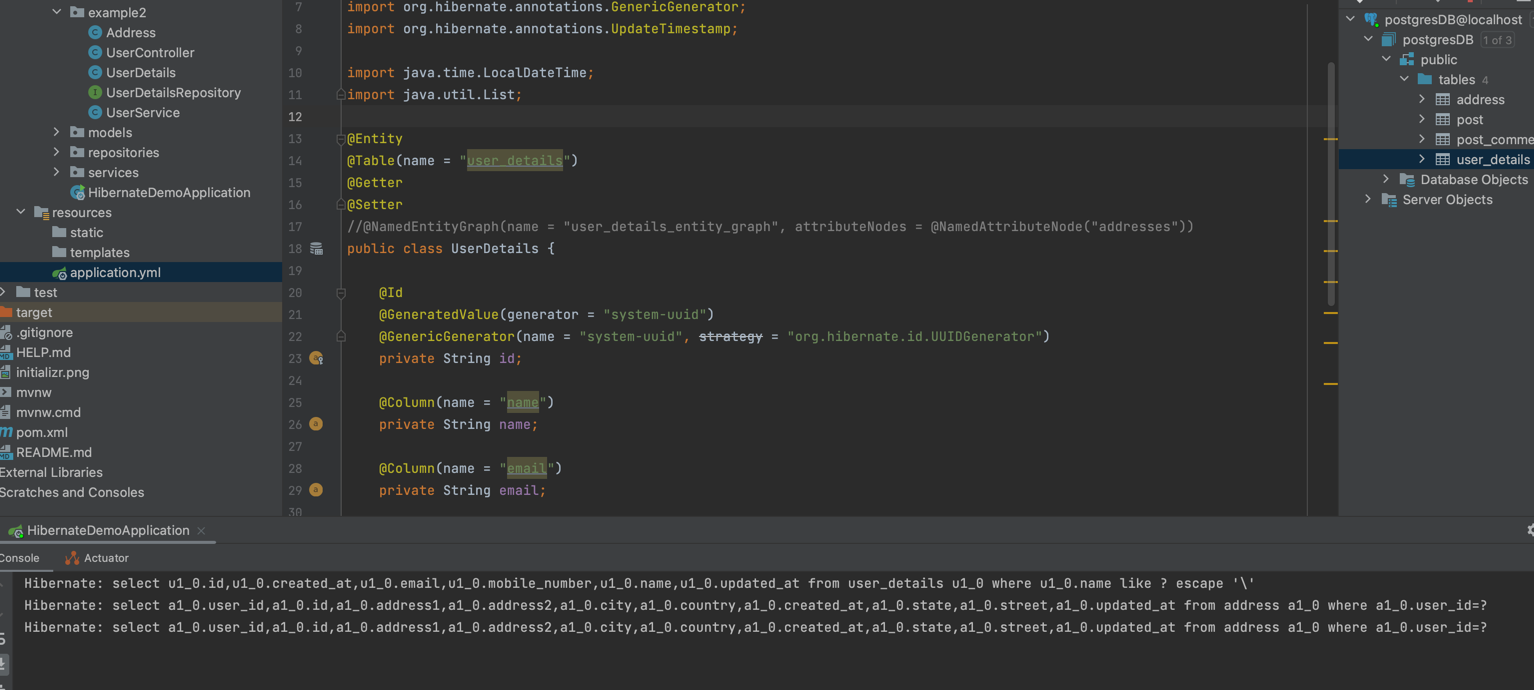 example2
Address
UserController
UserDetails
UserDetailsRepository
UserService
models
repositories
services
HibernateDemoApplication
resources
static
templates
application.yml
test
target
.gitignore
HELP.md
initializr.png
mvnw
mvnw.cmd
pom.xml
README.md
External Libraries
Scratches and Consoles
7 import org.hibernate.annotations.GenericGenerator;
8 import org.hibernate.annotations.UpdateTimestamp;
9
10 import java.time.LocalDateTime;
11 import java.util.List;
12
13 @Entity
14 @Table(name = "user_details")
15 @Getter
16 @Setter
17 //@NamedEntityGraph(name = "user_details_entity_graph", attributeNodes = @NamedAttributeNode("addresses"))
18 public class UserDetails {
19
20 @Id
21 @GeneratedValue(generator = "system-uuid")
22 @GenericGenerator(name = "system-uuid", strategy = "org.hibernate.id.UUIDGenerator")
23 private String id;
24
25 @Column(name = "name")
26 private String name;
27
28 @Column(name = "email")
29 private String email;
30
postgresDB@localhost
postgresDB 1 of 3
public
tables 4
address
post
post_comme
user_details
Database Objects
Server Objects
HibernateDemoApplication
Console Actuator
Hibernate: select u1_0.id,u1_0.created_at,u1_0.email,u1_0.mobile_number,u1_0.name,u1_0.updated_at from user_details u1_0 where u1_0.name like ? escape '\'
Hibernate: select a1_0.user_id,a1_0.id,a1_0.address1,a1_0.address2,a1_0.city,a1_0.country,a1_0.created_at,a1_0.state,a1_0.street,a1_0.updated_at from address a1_0 where a1_0.user_id=?
Hibernate: select a1_0.user_id,a1_0.id,a1_0.address1,a1_0.address2,a1_0.city,a1_0.country,a1_0.created_at,a1_0.state,a1_0.street,a1_0.updated_at from address a1_0 where a1_0.user_id=?